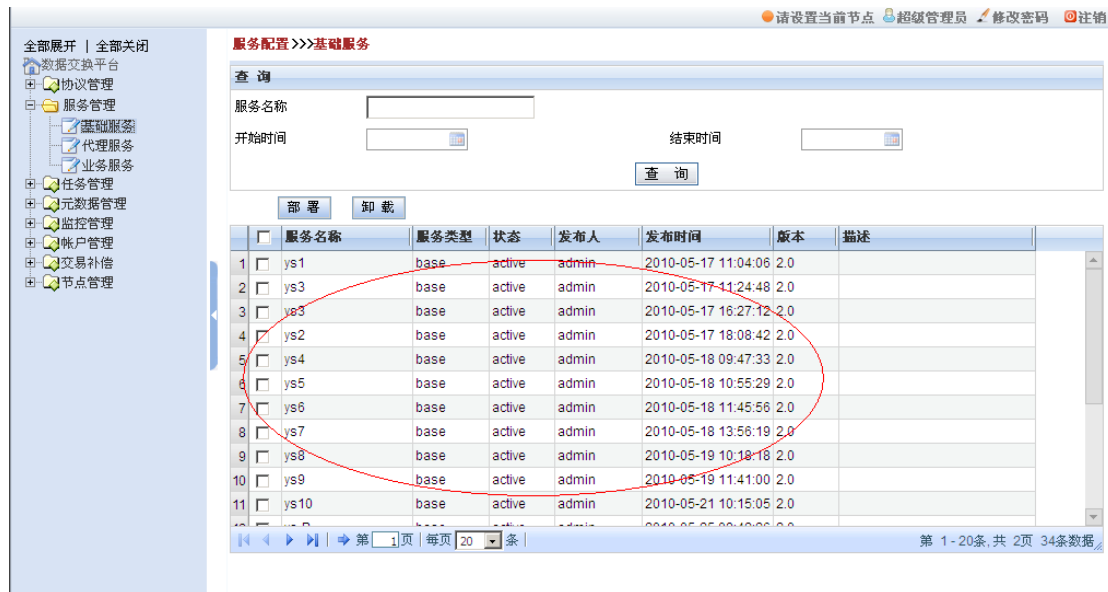 请设置当前节点 超级管理员 修改密码 注销
全部展开 | 全部关闭
数据交换平台
协议管理
服务管理
基础服务
代理服务
业务服务
任务管理
元数据管理
监控管理
帐户管理
交易补偿
节点管理
服务配置>>>基础服务
查 询
服务名称
开始时间 结束时间
查 询
部 署 卸 载
服务名称 服务类型 状态 发布人 发布时间 版本 描述
1 ys1 base active admin 2010-05-17 11:04:06 2.0
2 ys3 base active admin 2010-05-17 11:24:48 2.0
3 ys3 base active admin 2010-05-17 16:27:12 2.0
4 ys2 base active admin 2010-05-17 18:08:42 2.0
5 ys4 base active admin 2010-05-18 09:47:33 2.0
6 ys5 base active admin 2010-05-18 10:55:29 2.0
7 ys6 base active admin 2010-05-18 11:45:56 2.0
8 ys7 base active admin 2010-05-18 13:56:19 2.0
9 ys8 base active admin 2010-05-19 10:18:18 2.0
10 ys9 base active admin 2010-05-19 11:41:00 2.0
11 ys10 base active admin 2010-05-21 10:15:05 2.0
第 1 页 每页 20 条 第 1 - 20条,共 2页 34条数据